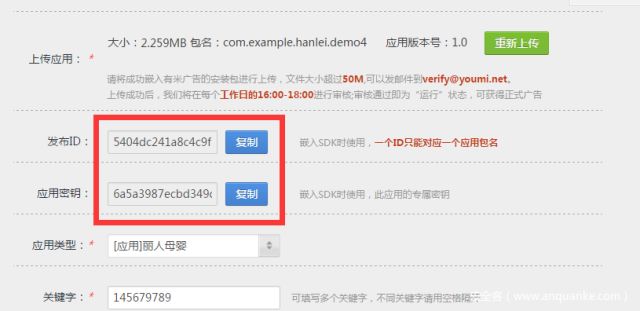 上传应用： * 大小：2.259MB 包名：com.example.hanlei.demo4 应用版本号：1.0 重新上传
请将成功嵌入有米广告的安装包进行上传，文件大小超过50M,可以发邮件到verify@youmi.net。
上传成功后，我们将在每个工作日的16:00-18:00进行审核;审核通过即为“运行”状态，可获得正式广告
发布ID： 5404dc241a8c4c9f 复制 嵌入SDK时使用，一个ID只能对应一个应用包名
应用密钥： 6a5a3987ecbd349c 复制 嵌入SDK时使用，此应用的专属密钥
应用类型： * [应用]丽人母婴
关键字： * 145679789 可填写多个关键字，不同关键字请用空格隔开
安全客（www.anquanke.com）